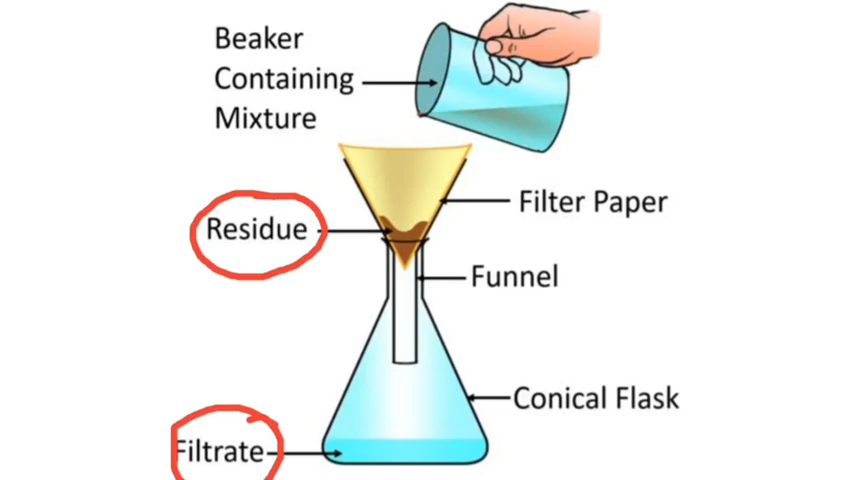 Beaker
Containing
Mixture
Filter Paper
Residue
Funnel
Conical Flask
Filtrate